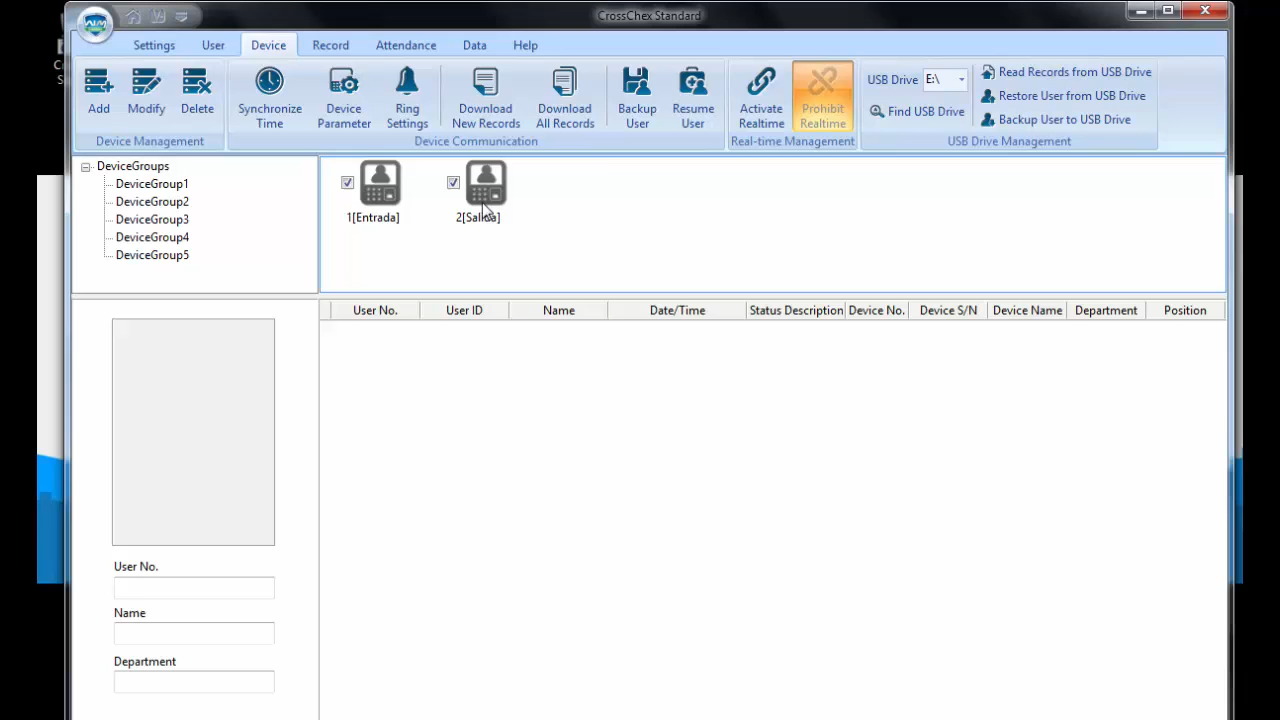 CrossChex Standard
Settings User Device Record Attendance Data Help
Add Modify Delete
Device Management
Synchronize Time
Device Parameter
Ring Settings
Download New Records
Download All Records
Backup User
Resume User
Device Communication
Activate Realtime
Prohibit Realtime
Real-time Management
USB Drive E:\
Find USB Drive
Read Records from USB Drive
Restore User from USB Drive
Backup User to USB Drive
USB Drive Management
DeviceGroups
DeviceGroup1
DeviceGroup2
DeviceGroup3
DeviceGroup4
DeviceGroup5
1[Entrada] 2[Salida]
User No. User ID Name Date/Time Status Description Device No. Device S/N Device Name Department Position
User No.
Name
Department